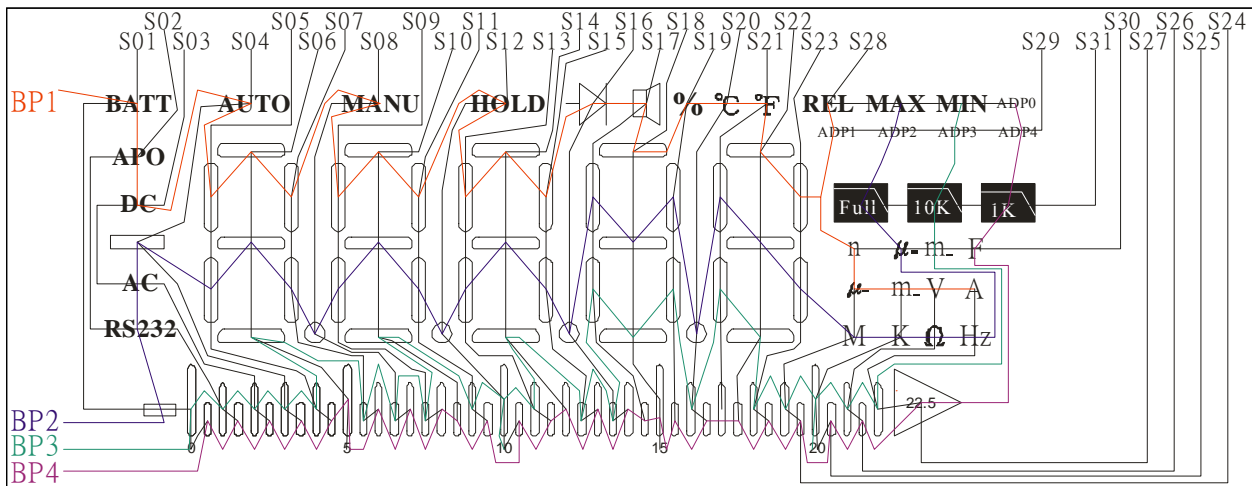 S02 S05 S07 S09 S11 S14 S16 S18 S20 S22 S30 S26 S24
S01 S03 S04 S06 S08 S10 S12 S13 S15 S17 S19 S21 S23 S28 S29 S31 S27 S25
BP1 BATT AUTO MANU HOLD % °C °F REL MAX MIN ADP0
ADP1 ADP2 ADP3 ADP4
APO
DC Full 10K 1K
n μ- m- F
AC μ- m- V A
RS232 M K Ω Hz
22.5
BP2
BP3 0 5 10 15 20
BP4